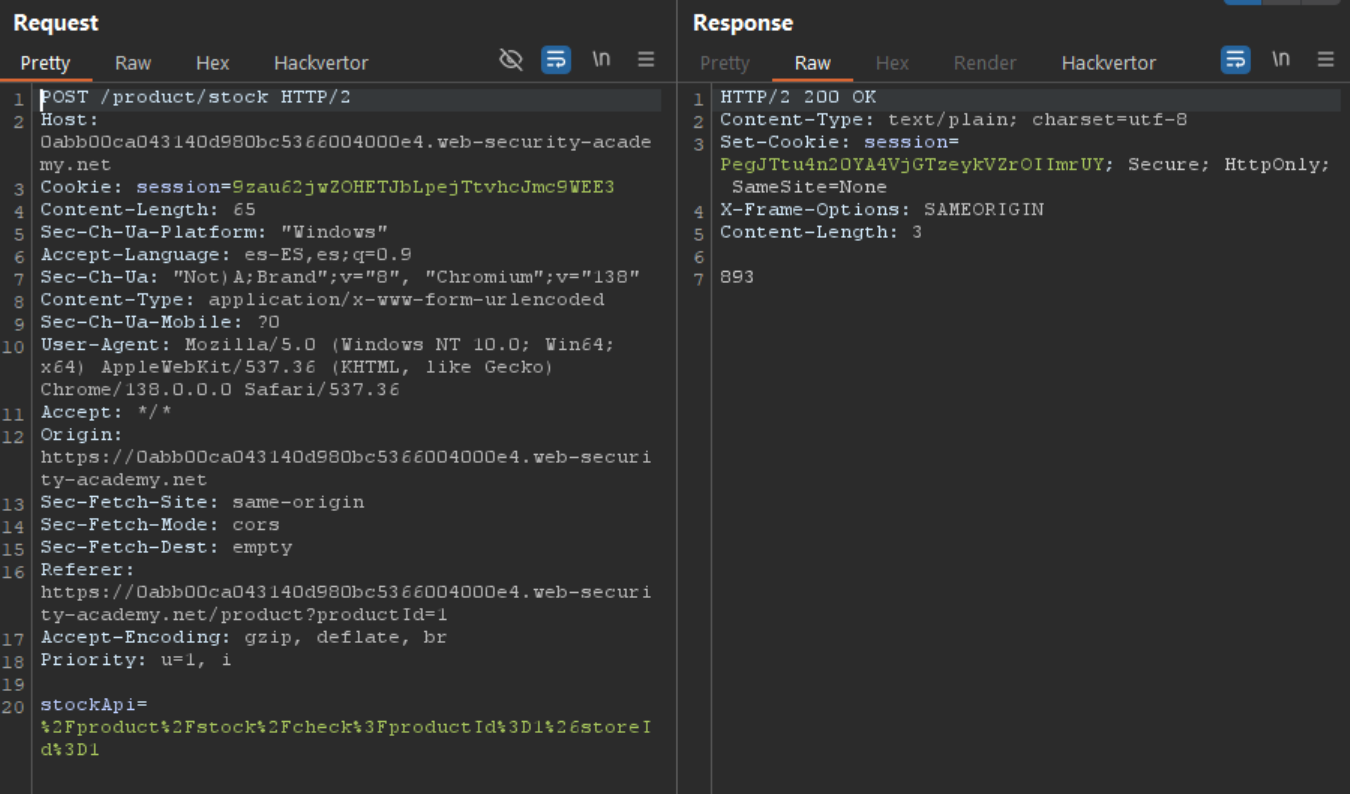 Request
Pretty Raw Hex Hackvertor \n
1 POST /product/stock HTTP/2
2 Host:
0abb00ca043140d980bc5366004000e4.web-security-acade
my.net
3 Cookie: session=9zau62jwZOHETJbLpejTtvhcJmc9WEE3
4 Content-Length: 65
5 Sec-Ch-Ua-Platform: "Windows"
6 Accept-Language: es-ES,es;q=0.9
7 Sec-Ch-Ua: "Not)A;Brand";v="8", "Chromium";v="138"
8 Content-Type: application/x-www-form-urlencoded
9 Sec-Ch-Ua-Mobile: ?0
10 User-Agent: Mozilla/5.0 (Windows NT 10.0; Win64;
x64) AppleWebKit/537.36 (KHTML, like Gecko)
Chrome/138.0.0.0 Safari/537.36
11 Accept: */*
12 Origin:
https://0abb00ca043140d980bc5366004000e4.web-securi
ty-academy.net
13 Sec-Fetch-Site: same-origin
14 Sec-Fetch-Mode: cors
15 Sec-Fetch-Dest: empty
16 Referer:
https://0abb00ca043140d980bc5366004000e4.web-securi
ty-academy.net/product?productId=1
17 Accept-Encoding: gzip, deflate, br
18 Priority: u=1, i
19
20 stockApi=
%2Fproduct%2Fstock%2Fcheck%3FproductId%3D1%26storeI
d%3D1
Response
Pretty Raw Hex Render Hackvertor \n
1 HTTP/2 200 OK
2 Content-Type: text/plain; charset=utf-8
3 Set-Cookie: session=
PegJTtu4n2OYA4VjGTzeykVZrOIImrUY; Secure; HttpOnly;
SameSite=None
4 X-Frame-Options: SAMEORIGIN
5 Content-Length: 3
6
7 893